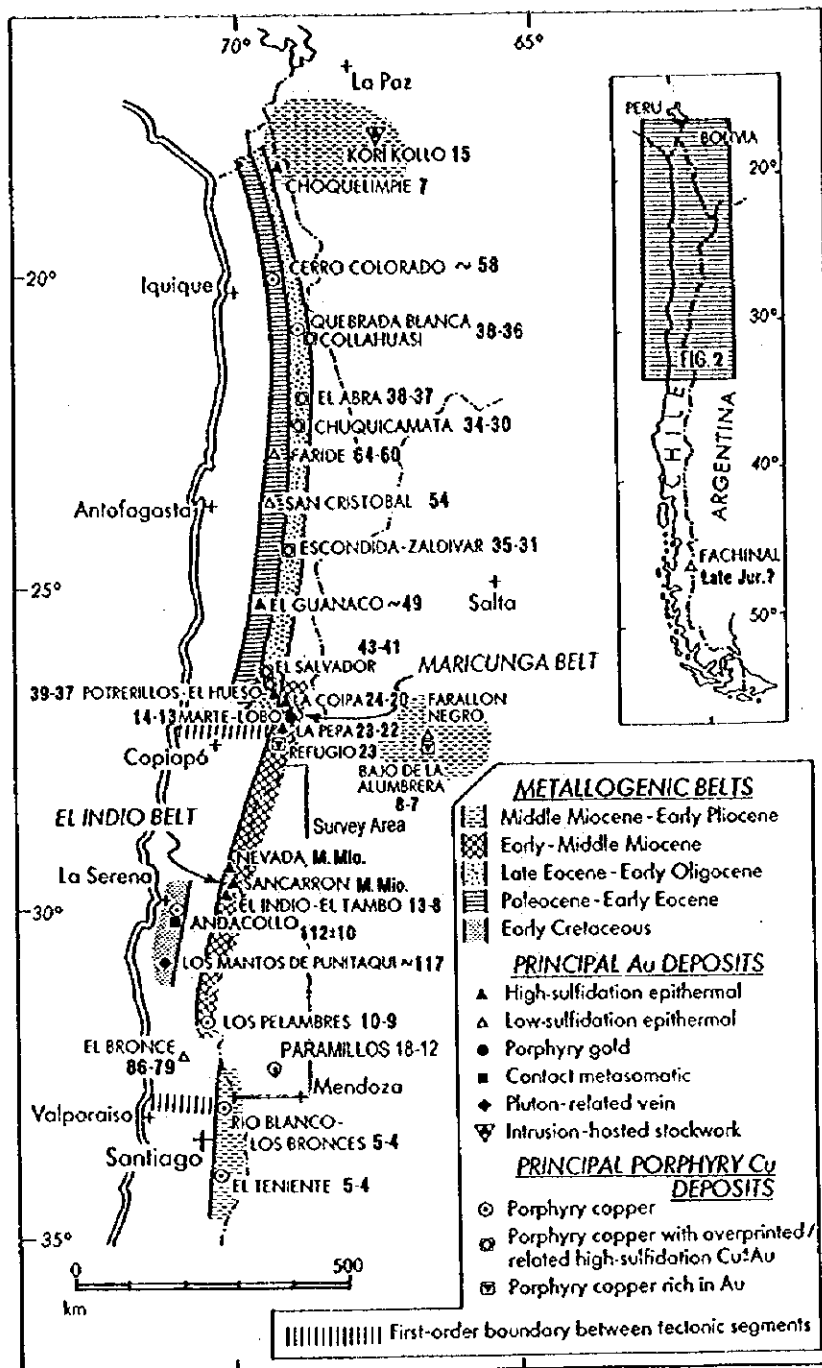 70°
65°
La Paz
KORI KOLLO 15
CHOQUELIMPIE 7
CERRO COLORADO ~ 58
20°
Iquique
QUEBRADA BLANCA
COLLAHUASI
38-36
EL ABRA 38-37
CHUQUICAMATA 34-30
FARIDE 64-60
Antofagasta
SAN CRISTOBAL 54
ESCONDIDA-ZALDIVAR 35-31
25°
EL GUANACO ~49
Salta
43-41
EL SALVADOR
MARICUNGA BELT
39-37 POTRERILLOS-EL HUESO
LA COIPA 24-20
FARALLON
NEGRO
14-13 MARTE-LOBO
LA PEPA 23-22
REFUGIO 23
Copiapó
BAJO DE LA
ALUMBRERA
8-7
EL INDIO BELT
Survey Area
NEVADA M. Mio.
La Serena
SANCARRON M. Mio.
30°
EL INDIO-EL TAMBO 13-8
ANDACOLLO
112±10
LOS MANTOS DE PUNITAQUI ~117
LOS PELAMBRES 10-9
EL BRONCE
86-79
PARAMILLOS 18-12
Mendoza
Valparaiso
RIO BLANCO-
LOS BRONCES 5-4
Santiago
EL TENIENTE 5-4
35°
0
500
km
PERU
BOLIVIA
20°
30°
FIG. 2
CHILE
ARGENTINA
40°
FACHINAL
Late Jur.?
50°
METALLOGENIC BELTS
Middle Miocene-Early Pliocene
Early-Middle Miocene
Late Eocene-Early Oligocene
Paleocene-Early Eocene
Early Cretaceous
PRINCIPAL Au DEPOSITS
High-sulfidation epithermal
Low-sulfidation epithermal
Porphyry gold
Contact metasomatic
Pluton-related vein
Intrusion-hosted stockwork
PRINCIPAL PORPHYRY Cu
DEPOSITS
Porphyry copper
Porphyry copper with overprinted/
related high-sulfidation Cu±Au
Porphyry copper rich in Au
First-order boundary between tectonic segments